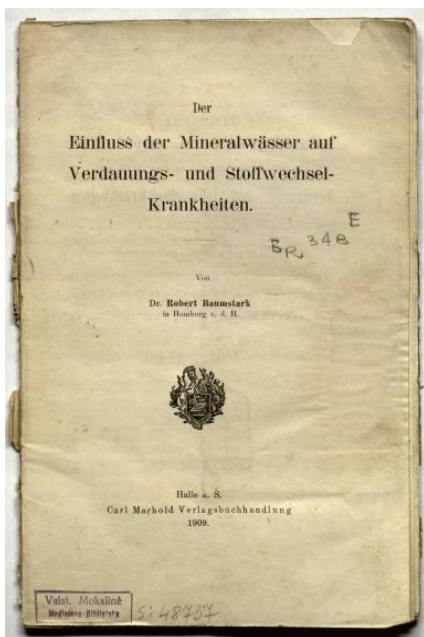 Der
Einfluss der Mineralwässer auf
Verdauungs- und Stoffwechsel-
Krankheiten.
BR 348 E
Von
Dr. Robert Baumstark
in Homburg v. d. H.
Halle a. S.
Carl Marhold Verlagsbuchhandlung
1909.
Valst. Mokslinė
Medicinos Biblioteka
S: 48737